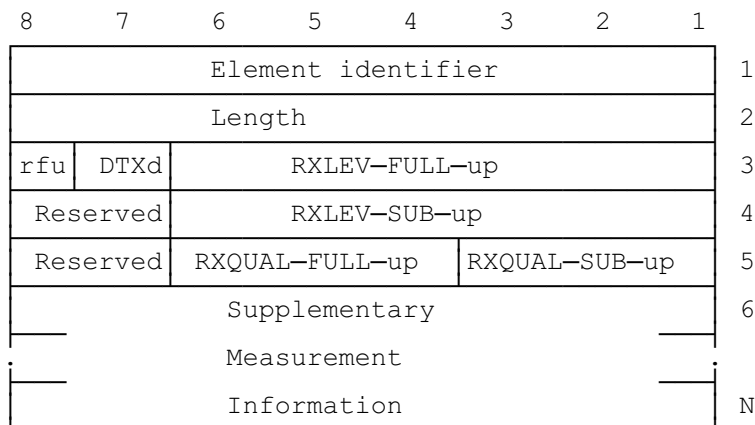 8 7 6 5 4 3 2 1
Element identifier 1
Length 2
rfu DTXd RXLEV─FULL─up 3
Reserved RXLEV─SUB─up 4
Reserved RXQUAL─FULL─up RXQUAL─SUB─up 5
Supplementary 6
Measurement
Information N